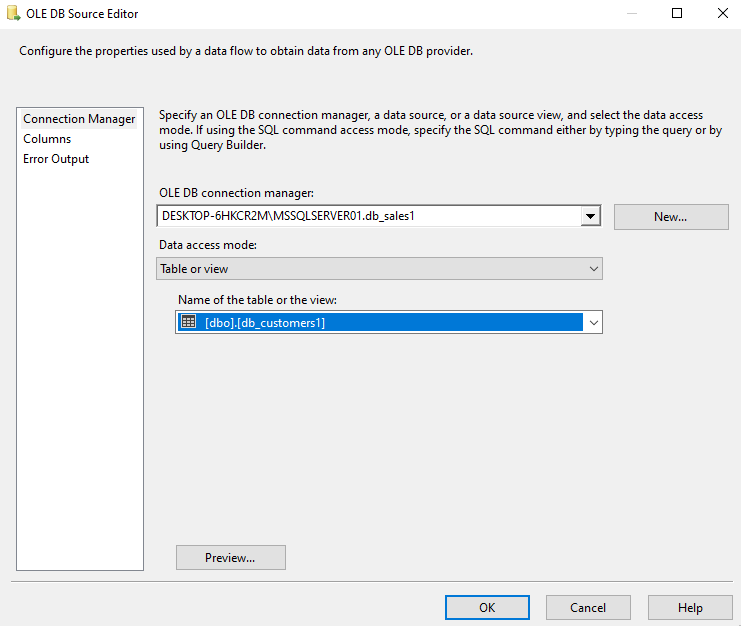 OLE DB Source Editor
Configure the properties used by a data flow to obtain data from any OLE DB provider.
Connection Manager
Columns
Error Output
Specify an OLE DB connection manager, a data source, or a data source view, and select the data access
mode. If using the SQL command access mode, specify the SQL command either by typing the query or by
using Query Builder.
OLE DB connection manager:
DESKTOP-6HKCR2M\MSSQLSERVER01.db_sales1
New...
Data access mode:
Table or view
Name of the table or the view:
[dbo].[db_customers1]
Preview...
OK
Cancel
Help